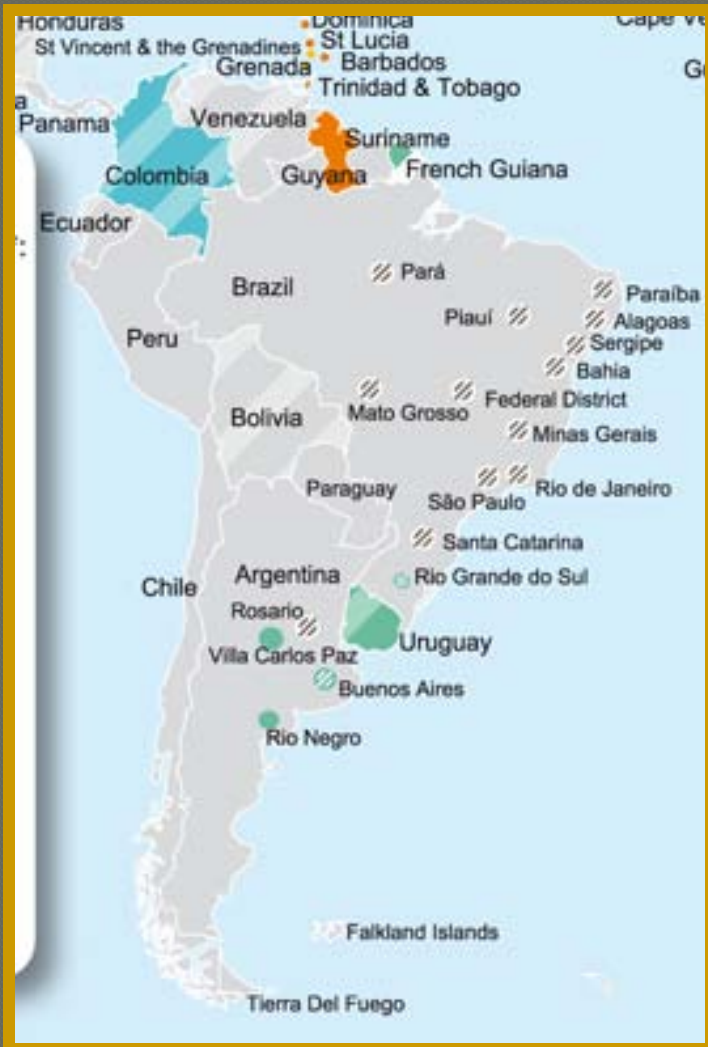 Honduras
Dominica
St Vincent & the Grenadines
St Lucia
Grenada
Barbados
Trinidad & Tobago
Panama
Venezuela
Suriname
Colombia
Guyana
French Guiana
Ecuador
Brazil
Pará
Paraíba
Piauí
Alagoas
Peru
Sergipe
Bahia
Mato Grosso
Federal District
Bolivia
Minas Gerais
Paraguay
São Paulo
Rio de Janeiro
Santa Catarina
Chile
Argentina
Rio Grande do Sul
Rosario
Villa Carlos Paz
Uruguay
Buenos Aires
Rio Negro
Falkland Islands
Tierra Del Fuego